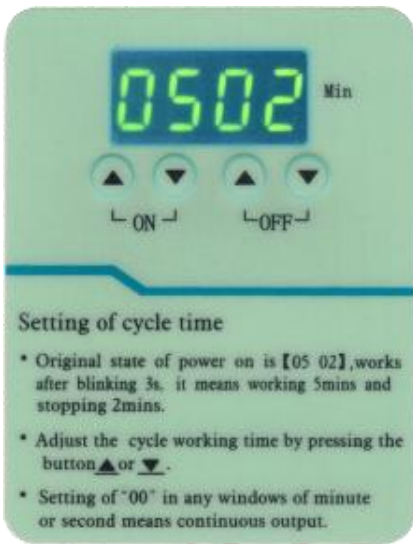 0502 Min
▲ ▼ ▲ ▼
ON OFF
Setting of cycle time
• Original state of power on is【05 02】,works
after blinking 3s, it means working 5mins and
stopping 2mins.
• Adjust the cycle working time by pressing the
button ▲ or ▼ .
• Setting of "00" in any windows of minute
or second means continuous output.